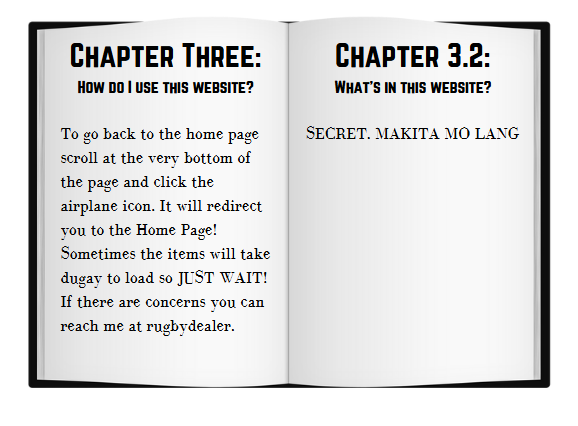 CHAPTER THREE:
HOW DO I USE THIS WEBSITE?
To go back to the home page
scroll at the very bottom of
the page and click the
airplane icon. It will redirect
you to the Home Page!
Sometimes the items will take
dugay to load so JUST WAIT!
If there are concerns you can
reach me at rugbydealer.
CHAPTER 3.2:
WHAT'S IN THIS WEBSITE?
SECRET. MAKITA MO LANG